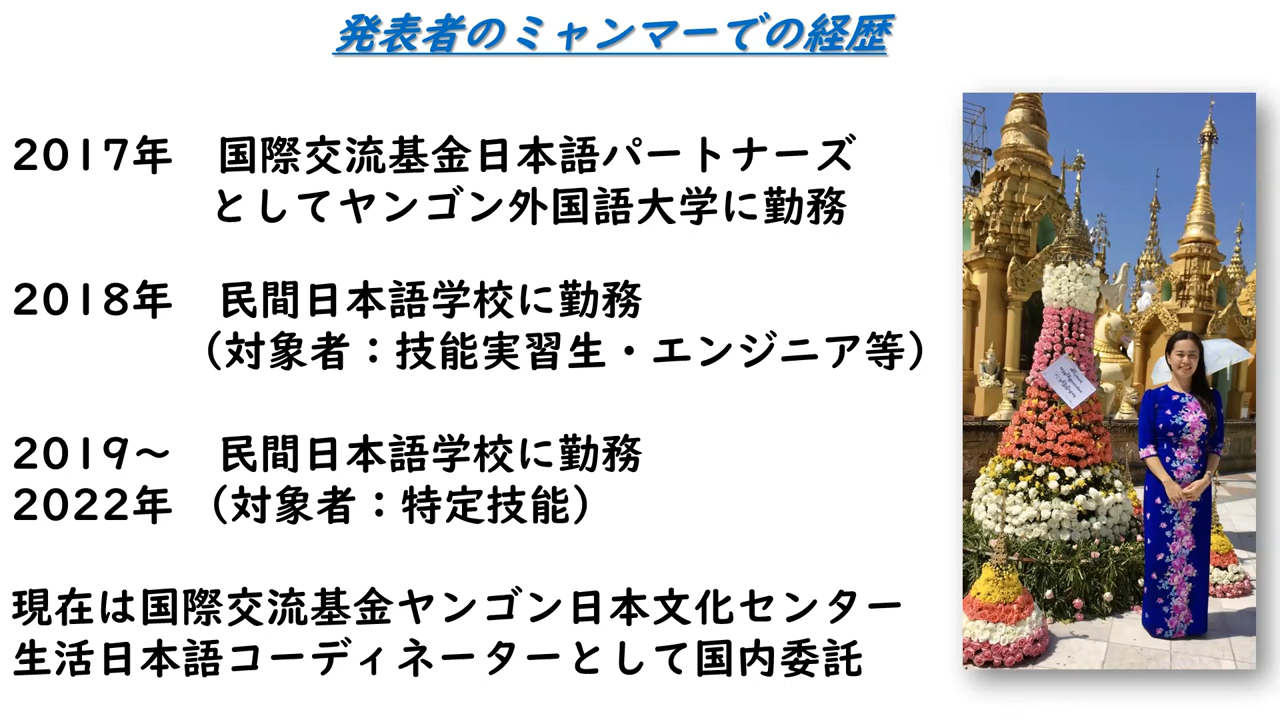 発表者のミャンマーでの経歴
2017年　国際交流基金日本語パートナーズ
としてヤンゴン外国語大学に勤務
2018年　民間日本語学校に勤務
（対象者：技能実習生・エンジニア等）
2019～　民間日本語学校に勤務
2022年　（対象者：特定技能）
現在は国際交流基金ヤンゴン日本文化センター
生活日本語コーディネーターとして国内委託